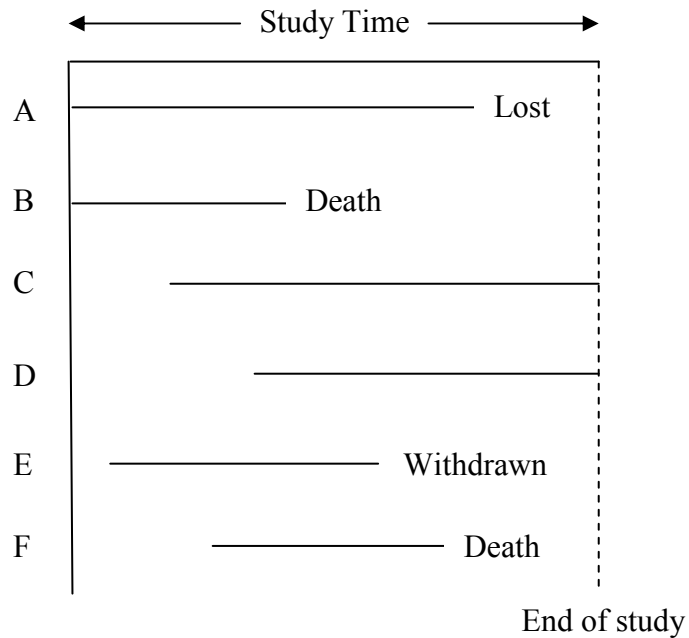 Study Time
A Lost
B Death
C
D
E Withdrawn
F Death
End of study